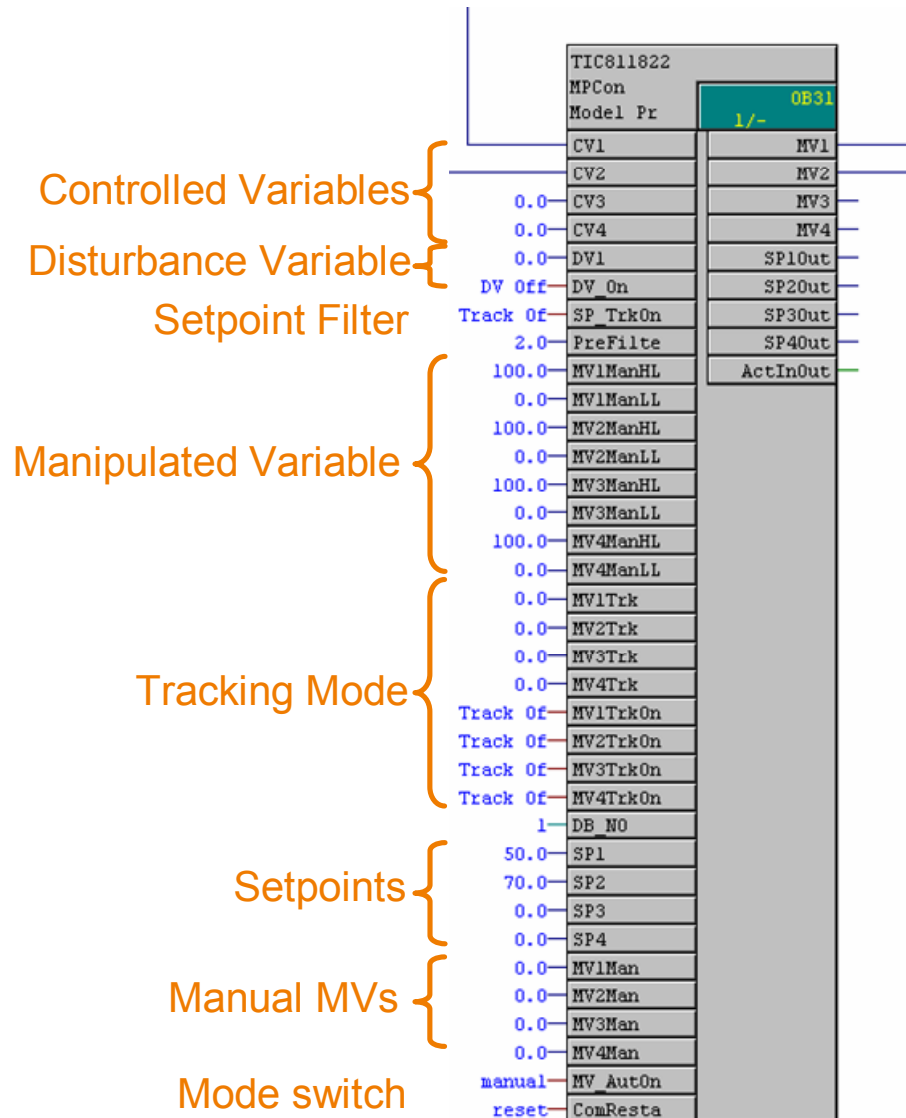 TIC811822
MPCon
Model Pr
OB31
1/-
Controlled Variables
CV1 MV1
CV2 MV2
0.0 CV3 MV3
0.0 CV4 MV4
Disturbance Variable
0.0 DV1 SP1Out
DV Off DV_On SP2Out
Setpoint Filter
Track Of SP_TrkOn SP3Out
2.0 PreFilte SP4Out
Manipulated Variable
100.0 MV1ManHL ActInOut
0.0 MV1ManLL
100.0 MV2ManHL
0.0 MV2ManLL
100.0 MV3ManHL
0.0 MV3ManLL
100.0 MV4ManHL
0.0 MV4ManLL
Tracking Mode
0.0 MV1Trk
0.0 MV2Trk
0.0 MV3Trk
0.0 MV4Trk
Track Of MV1TrkOn
Track Of MV2TrkOn
Track Of MV3TrkOn
Track Of MV4TrkOn
1 DB_NO
Setpoints
50.0 SP1
70.0 SP2
0.0 SP3
0.0 SP4
Manual MVs
0.0 MV1Man
0.0 MV2Man
0.0 MV3Man
0.0 MV4Man
Mode switch
manual MV_AutOn
reset ComResta